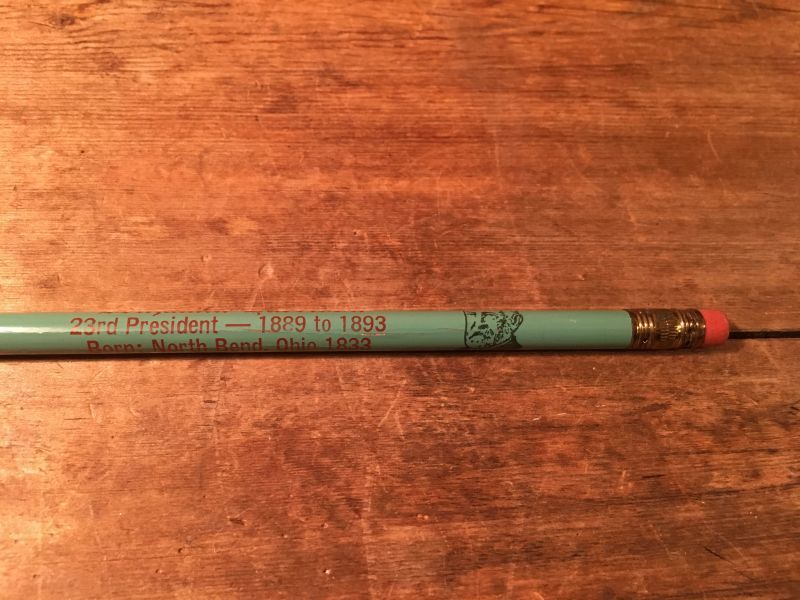 23rd President — 1889 to 1893
Born: North Bend, Ohio 1833